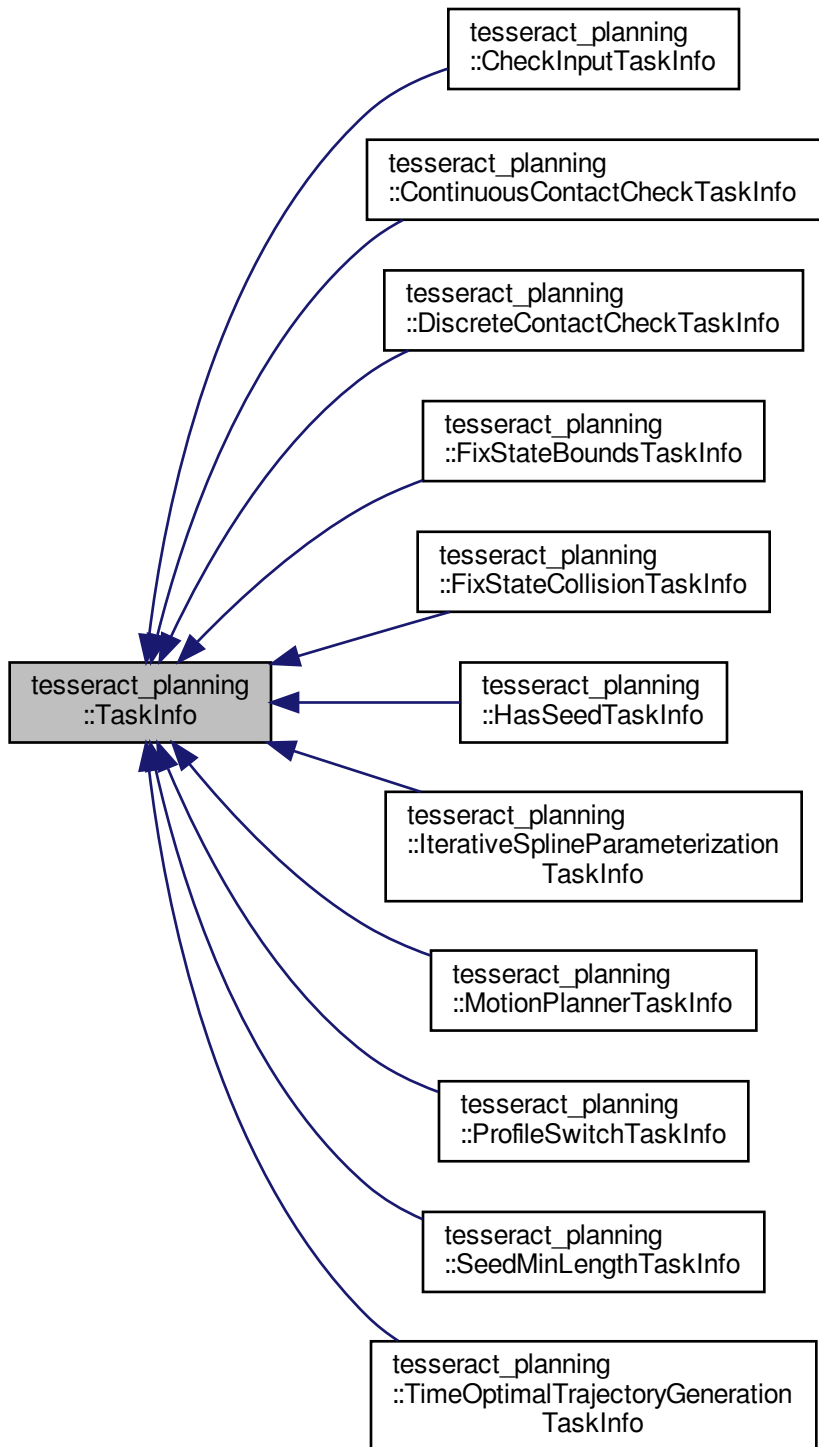 tesseract_planning
::CheckInputTaskInfo
tesseract_planning
::ContinuousContactCheckTaskInfo
tesseract_planning
::DiscreteContactCheckTaskInfo
tesseract_planning
::FixStateBoundsTaskInfo
tesseract_planning
::FixStateCollisionTaskInfo
tesseract_planning
::TaskInfo
tesseract_planning
::HasSeedTaskInfo
tesseract_planning
::IterativeSplineParameterization
TaskInfo
tesseract_planning
::MotionPlannerTaskInfo
tesseract_planning
::ProfileSwitchTaskInfo
tesseract_planning
::SeedMinLengthTaskInfo
tesseract_planning
::TimeOptimalTrajectoryGeneration
TaskInfo